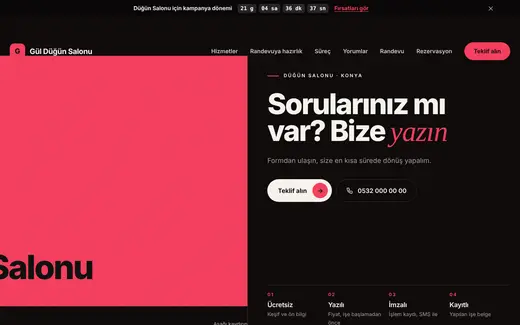 Düğün Salonu için kampanya dönemi 21 g 04 sa 36 dk 37 sn Fırsatları gör
G Gül Düğün Salonu Hizmetler Randevuya hazırlık Süreç Yorumlar Randevu Rezervasyon Teklif alın
DÜĞÜN SALONU · KONYA
Sorularınız mı
var? Bize yazın
Formdan ulaşın, size en kısa sürede dönüş yapalım.
Teklif alın → 0532 000 00 00
Salonu
01 02 03 04
Ücretsiz Yazılı İmzalı Kayıtlı
Keşif ve ön bilgi Fiyat, işe başlamadan önce İşlem kaydı, SMS ile Yapılan işe belge